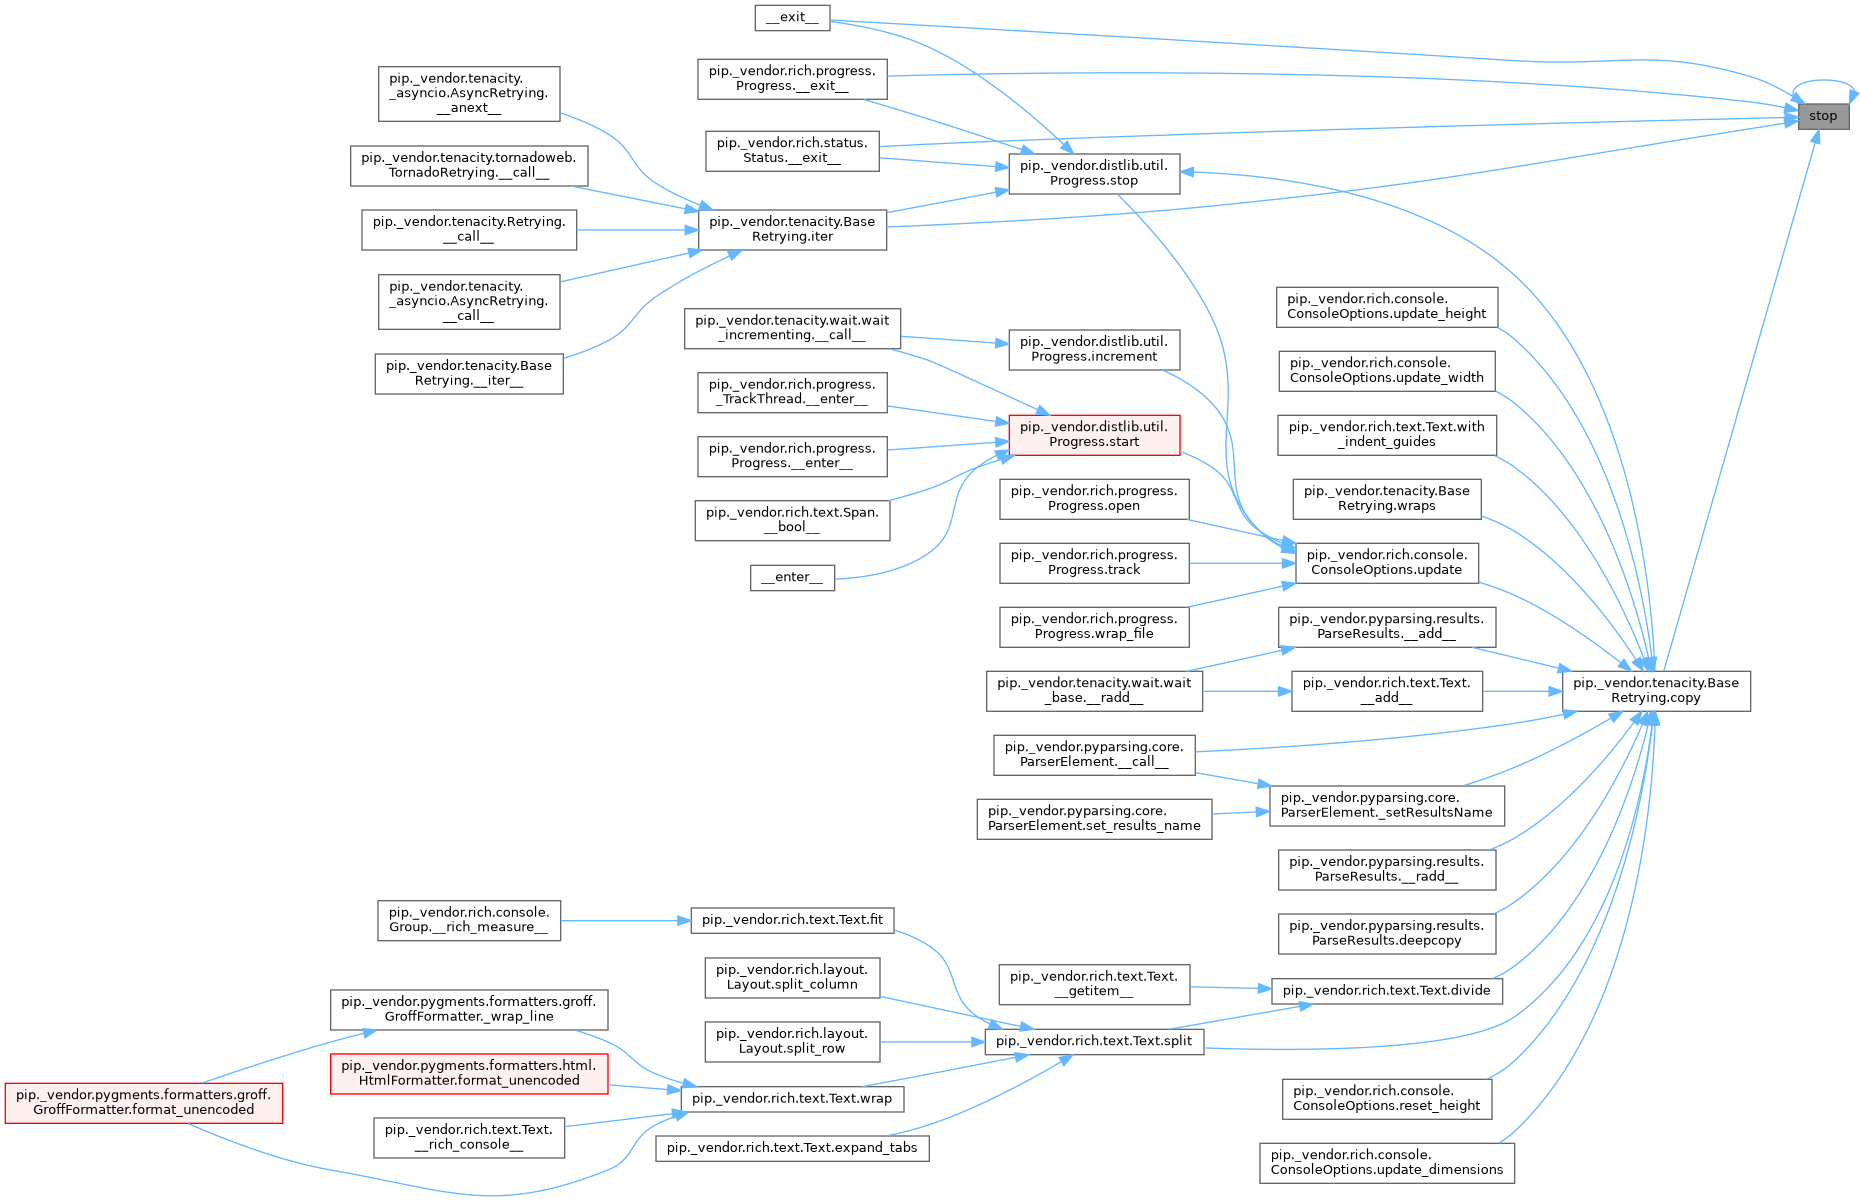 __exit__
pip._vendor.rich.progress.
Progress.__exit__
pip._vendor.tenacity.
_asyncio.AsyncRetrying.
__anext__
stop
pip._vendor.rich.status.
Status.__exit__
pip._vendor.tenacity.tornadoweb.
TornadoRetrying.__call__
pip._vendor.distlib.util.
Progress.stop
pip._vendor.tenacity.Retrying.
__call__
pip._vendor.tenacity.Base
Retrying.iter
pip._vendor.tenacity.
_asyncio.AsyncRetrying.
__call__
pip._vendor.rich.console.
ConsoleOptions.update_height
pip._vendor.tenacity.wait.wait
_incrementing.__call__
pip._vendor.distlib.util.
Progress.increment
pip._vendor.tenacity.Base
Retrying.__iter__
pip._vendor.rich.console.
ConsoleOptions.update_width
pip._vendor.rich.progress.
_TrackThread.__enter__
pip._vendor.distlib.util.
Progress.start
pip._vendor.rich.text.Text.with
_indent_guides
pip._vendor.rich.progress.
Progress.__enter__
pip._vendor.rich.progress.
Progress.open
pip._vendor.tenacity.Base
Retrying.wraps
pip._vendor.rich.text.Span.
__bool__
pip._vendor.rich.progress.
Progress.track
pip._vendor.rich.console.
ConsoleOptions.update
__enter__
pip._vendor.rich.progress.
Progress.wrap_file
pip._vendor.pyparsing.results.
ParseResults.__add__
pip._vendor.tenacity.wait.wait
_base.__radd__
pip._vendor.rich.text.Text.
__add__
pip._vendor.tenacity.Base
Retrying.copy
pip._vendor.pyparsing.core.
ParserElement.__call__
pip._vendor.pyparsing.core.
ParserElement._setResultsName
pip._vendor.pyparsing.core.
ParserElement.set_results_name
pip._vendor.pyparsing.results.
ParseResults.__radd__
pip._vendor.rich.console.
Group.__rich_measure__
pip._vendor.rich.text.Text.fit
pip._vendor.pyparsing.results.
ParseResults.deepcopy
pip._vendor.rich.layout.
Layout.split_column
pip._vendor.rich.text.Text.
__getitem__
pip._vendor.rich.text.Text.divide
pip._vendor.pygments.formatters.groff.
GroffFormatter._wrap_line
pip._vendor.rich.layout.
Layout.split_row
pip._vendor.rich.text.Text.split
pip._vendor.pygments.formatters.html.
HtmlFormatter.format_unencoded
pip._vendor.pygments.formatters.groff.
GroffFormatter.format_unencoded
pip._vendor.rich.text.Text.wrap
pip._vendor.rich.console.
ConsoleOptions.reset_height
pip._vendor.rich.text.Text.
__rich_console__
pip._vendor.rich.text.Text.expand_tabs
pip._vendor.rich.console.
ConsoleOptions.update_dimensions